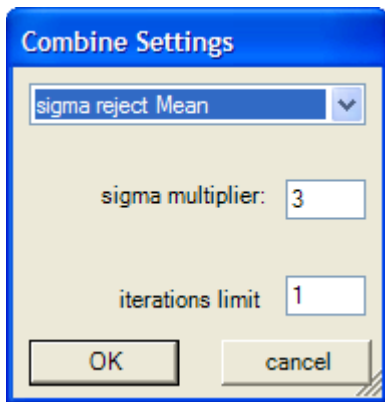 Combine Settings
sigma reject Mean
sigma multiplier: 3
iterations limit 1
OK cancel